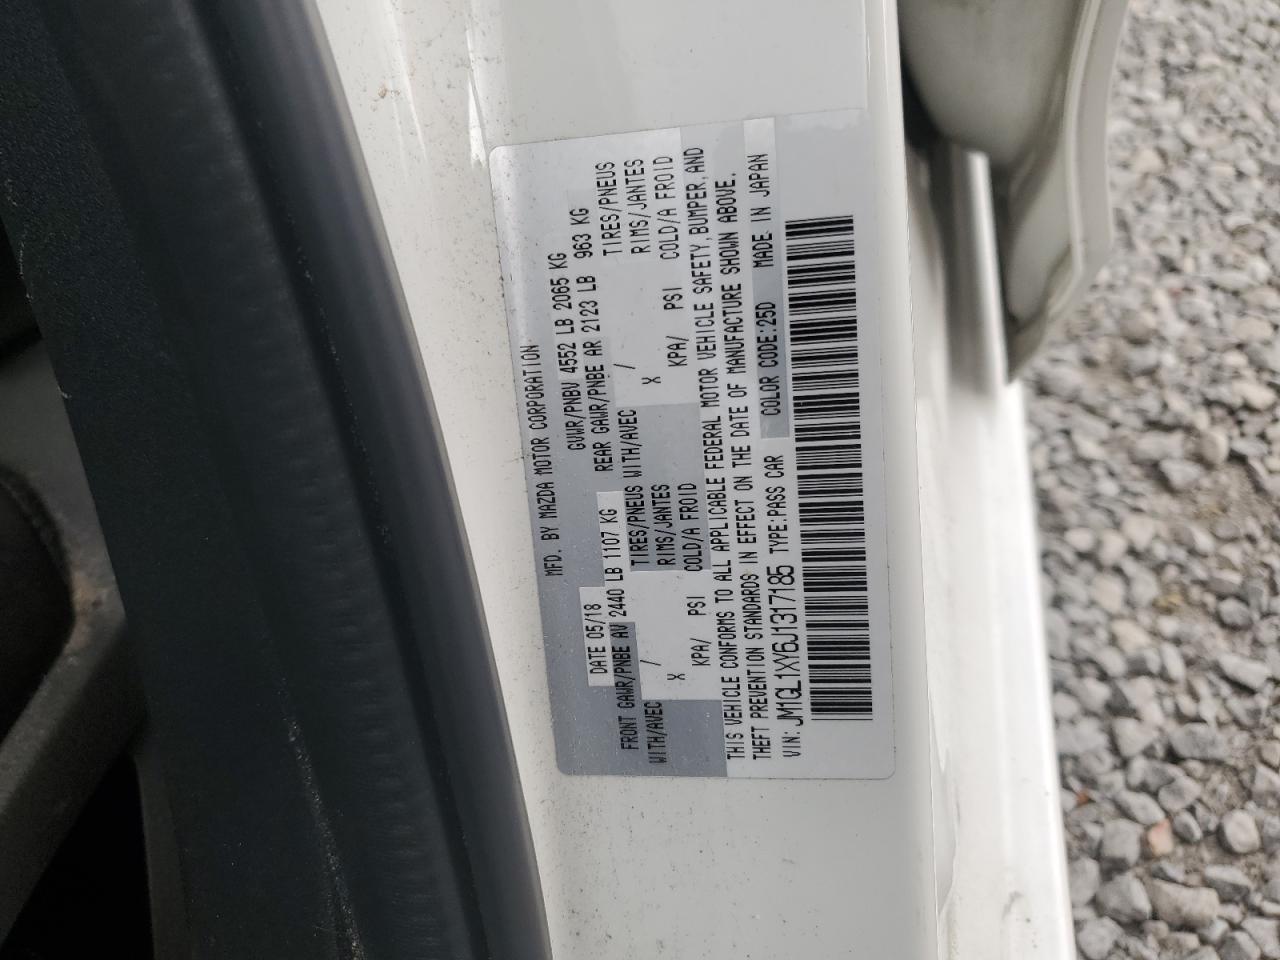 MFD. BY MAZDA MOTOR CORPORATION
DATE 05/18 GVWR/PNBV 4552 LB 2065 KG
FRONT GAWR/PNBE AV 2440 LB 1107 KG REAR GAWR/PNBE AR 2123 LB 963 KG
WITH/AVEC / TIRES/PNEUS WITH/AVEC / TIRES/PNEUS
X RIMS/JANTES X RIMS/JANTES
KPA/ PSI COLD/A FROID KPA/ PSI COLD/A FROID
THIS VEHICLE CONFORMS TO ALL APPLICABLE FEDERAL MOTOR VEHICLE SAFETY, BUMPER, AND
THEFT PREVENTION STANDARDS IN EFFECT ON THE DATE OF MANUFACTURE SHOWN ABOVE.
VIN: JM1GL1XY6J1317185 TYPE:PASS CAR COLOR CODE:25D MADE IN JAPAN